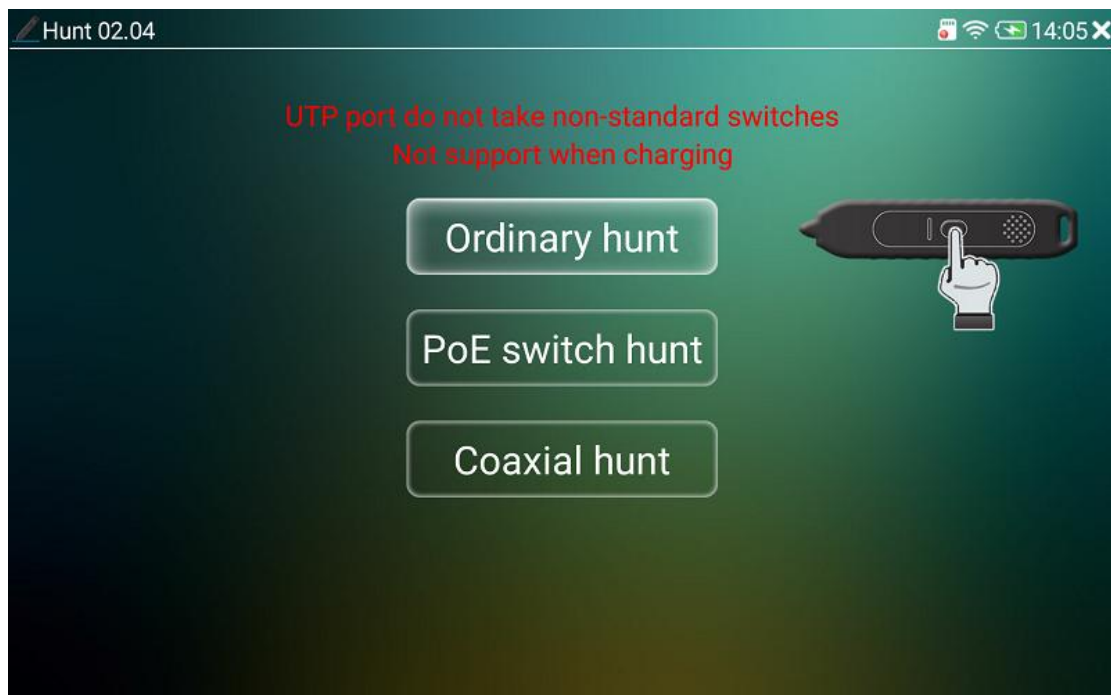 Hunt 02.04
14:05
UTP port do not take non-standard switches
Not support when charging
Ordinary hunt
PoE switch hunt
Coaxial hunt